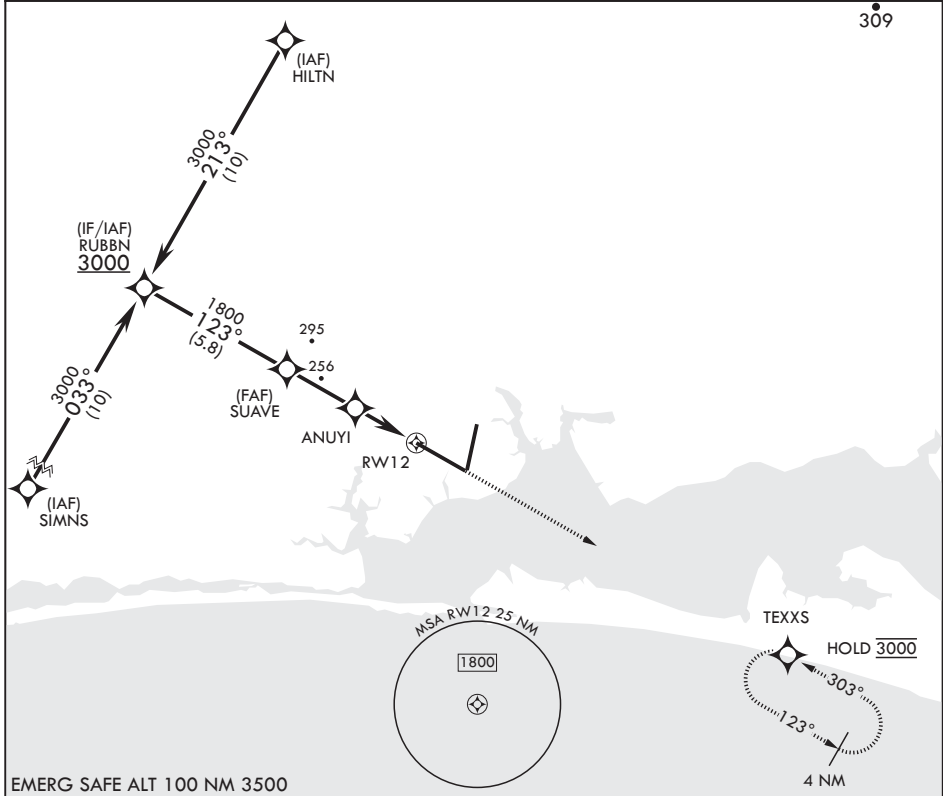 309
(IAF)
HILTN
3000
213°
(10)
(IF/IAF)
RUBBN
3000
1800
123°
(5.8)
295
256
(FAF)
SUAVE
3000
033°
(10)
ANUYI
RW12
(IAF)
SIMNS
MSA RW12 25 NM
1800
TEXXS
HOLD 3000
303°
123°
4 NM
EMERG SAFE ALT 100 NM 3500